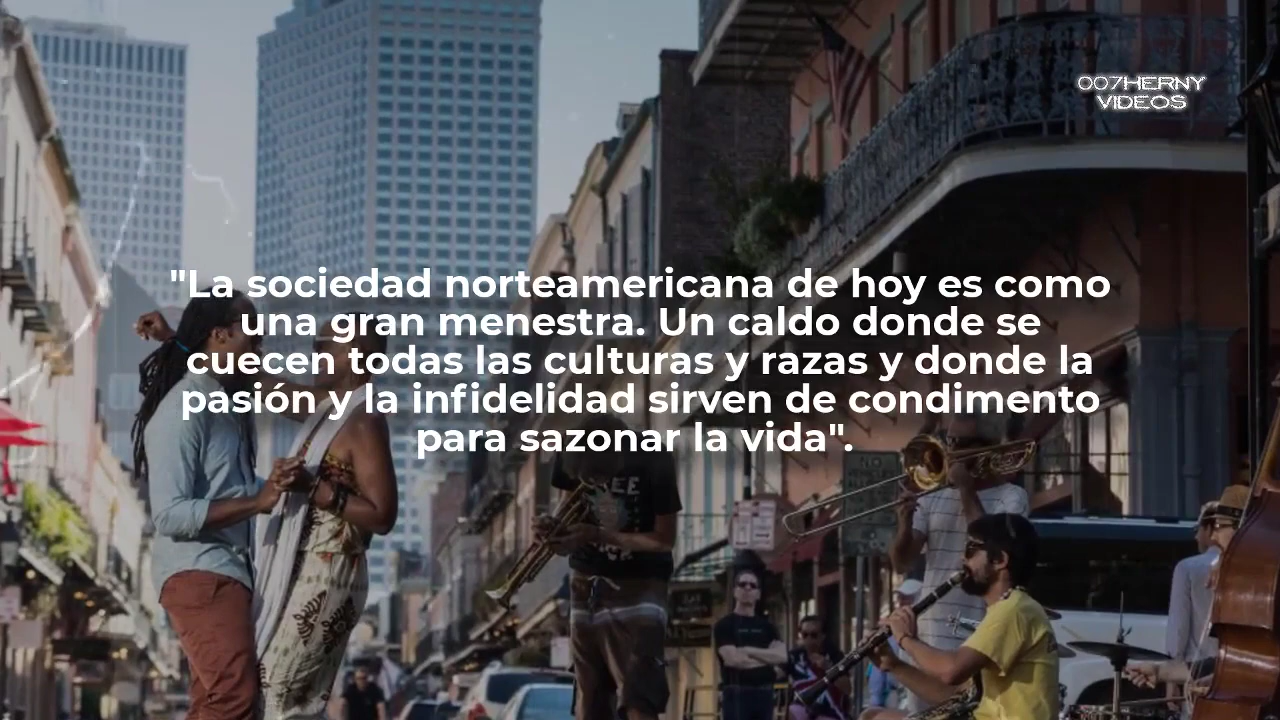 007HERNY
VIDEOS
"La sociedad norteamericana de hoy es como
una gran menestra. Un caldo donde se
cuecen todas las culturas y razas y donde la
pasión y la infidelidad sirven de condimento
para sazonar la vida".